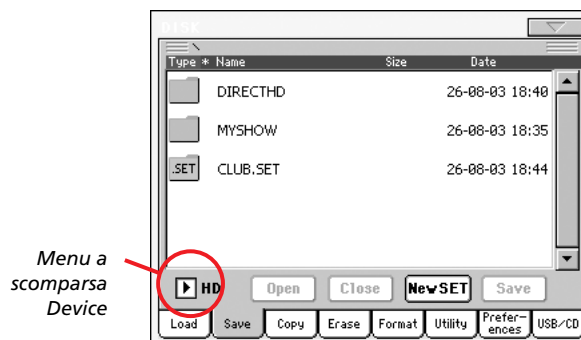 DISK
Type * Name Size Date
DIRECTHD 26-08-03 18:40
MYSHOW 26-08-03 18:35
.SET CLUB.SET 26-08-03 18:44
Menu a
scomparsa
Device
HD Open Close New SET Save
Load Save Copy Erase Format Utility Prefer-
ences USB/CD